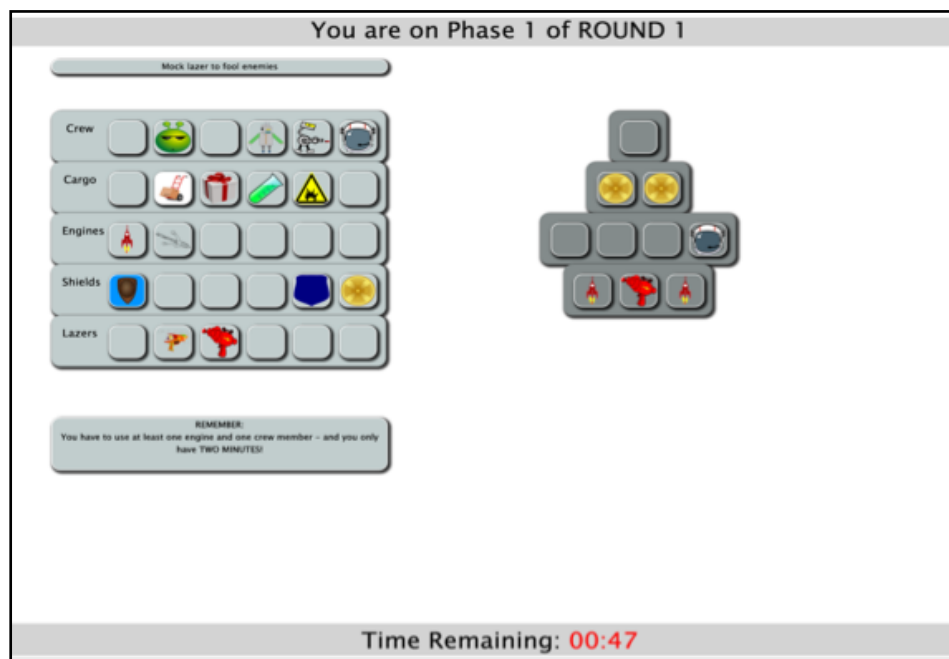 You are on Phase 1 of ROUND 1
Mock lazer to fool enemies
Crew
Cargo
Engines
Shields
Lazers
REMEMBER:
You have to use at least one engine and one crew member – and you only
have TWO MINUTES!
Time Remaining: 00:47